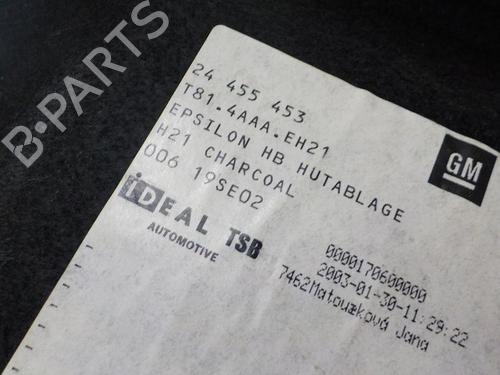 B-PARTS
24 455 453
T81.4AAA.EH21
EPSILON HB HUTABLAGE
H21 CHARCOAL
006 19SE02
GM
iDEAL TSB
AUTOMOTIVE
0000170600000
2003-01-30-11:29:22
7462Matoušková Jana